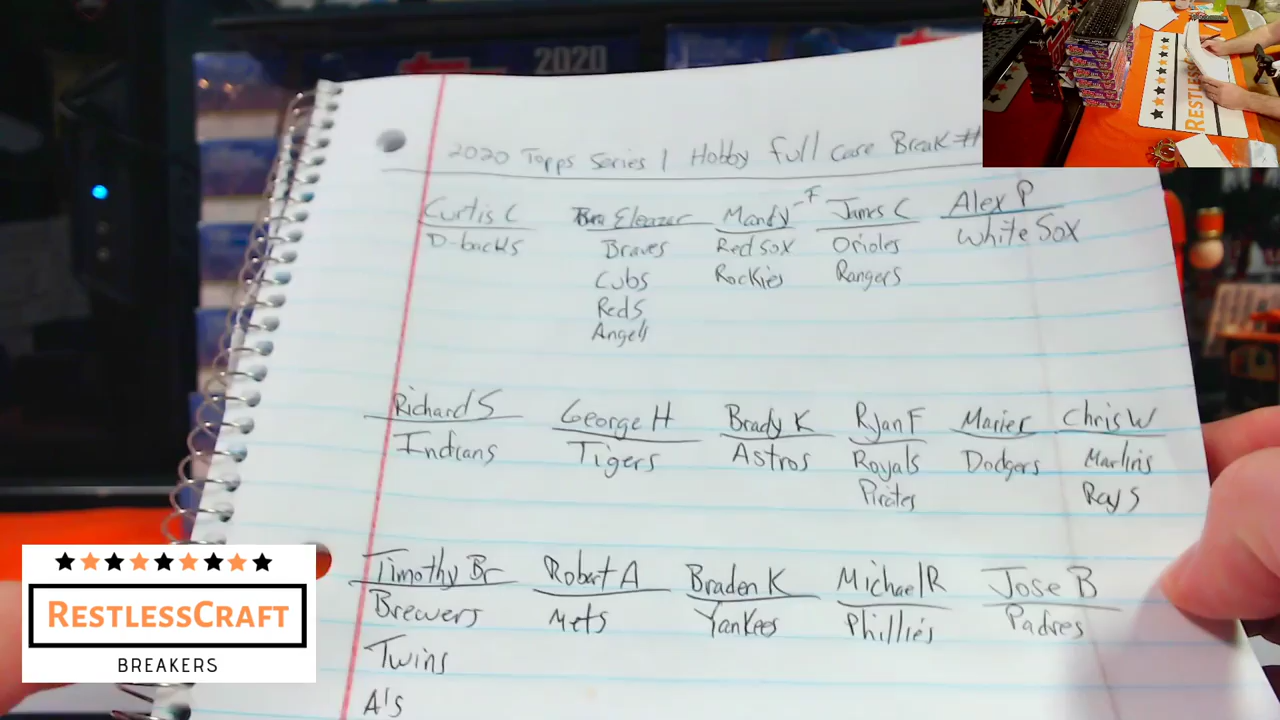 2020
2020 Topps Series 1 Hobby Full Case Break #
Curtis C Eleazer Mandy F James C Alex P
D-backs Braves Red Sox Orioles White Sox
Cubs Rockies Rangers
Reds
Angels
Richard S George H Brady K Ryan F Marie C Chris W
Indians Tigers Astros Royals Dodgers Marlins
Pirates Rays
Timothy Br Robert A Braden K Michael R Jose B
Brewers Mets Yankees Phillies Padres
Twins
A's
RESTLESSCRAFT
BREAKERS